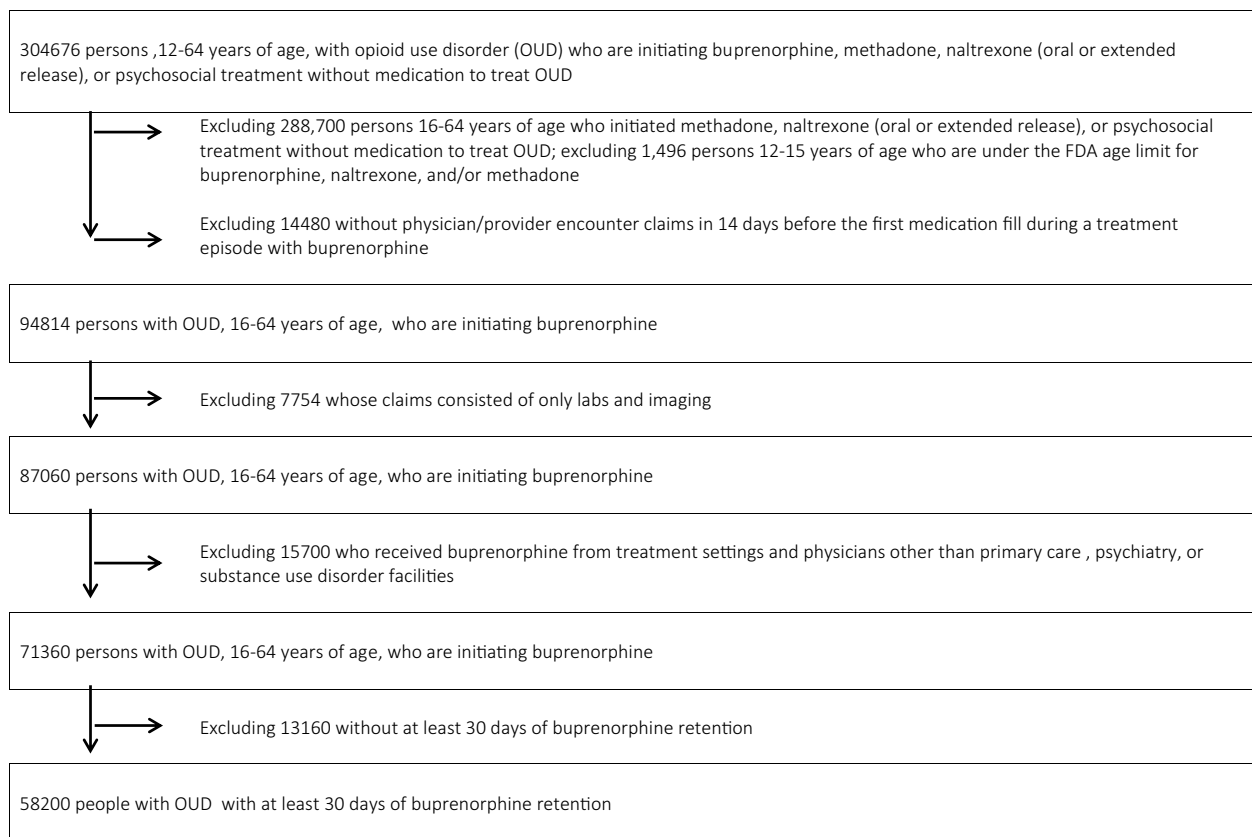 304676 persons ,12-64 years of age, with opioid use disorder (OUD) who are initiating buprenorphine, methadone, naltrexone (oral or extended
release), or psychosocial treatment without medication to treat OUD
Excluding 288,700 persons 16-64 years of age who initiated methadone, naltrexone (oral or extended release), or psychosocial
treatment without medication to treat OUD; excluding 1,496 persons 12-15 years of age who are under the FDA age limit for
buprenorphine, naltrexone, and/or methadone
Excluding 14480 without physician/provider encounter claims in 14 days before the first medication fill during a treatment
episode with buprenorphine
94814 persons with OUD, 16-64 years of age,  who are initiating buprenorphine
Excluding 7754 whose claims consisted of only labs and imaging
87060 persons with OUD, 16-64 years of age, who are initiating buprenorphine
Excluding 15700 who received buprenorphine from treatment settings and physicians other than primary care , psychiatry, or
substance use disorder facilities
71360 persons with OUD, 16-64 years of age, who are initiating buprenorphine
Excluding 13160 without at least 30 days of buprenorphine retention
58200 people with OUD  with at least 30 days of buprenorphine retention